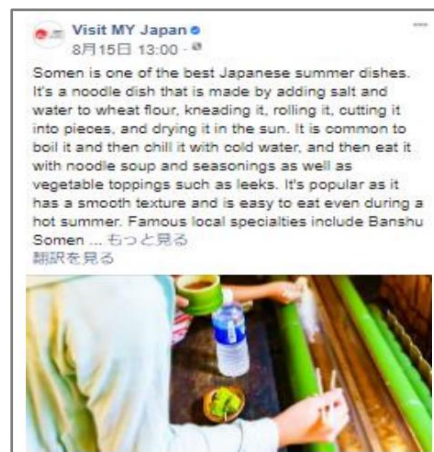 Visit MY Japan
8月15日 13:00 ·
Somen is one of the best Japanese summer dishes.
It's a noodle dish that is made by adding salt and
water to wheat flour, kneading it, rolling it, cutting it
into pieces, and drying it in the sun. It is common to
boil it and then chill it with cold water, and then eat it
with noodle soup and seasonings as well as
vegetable toppings such as leeks. It's popular as it
has a smooth texture and is easy to eat even during a
hot summer. Famous local specialties include Banshu
Somen ... もっと見る
翻訳を見る